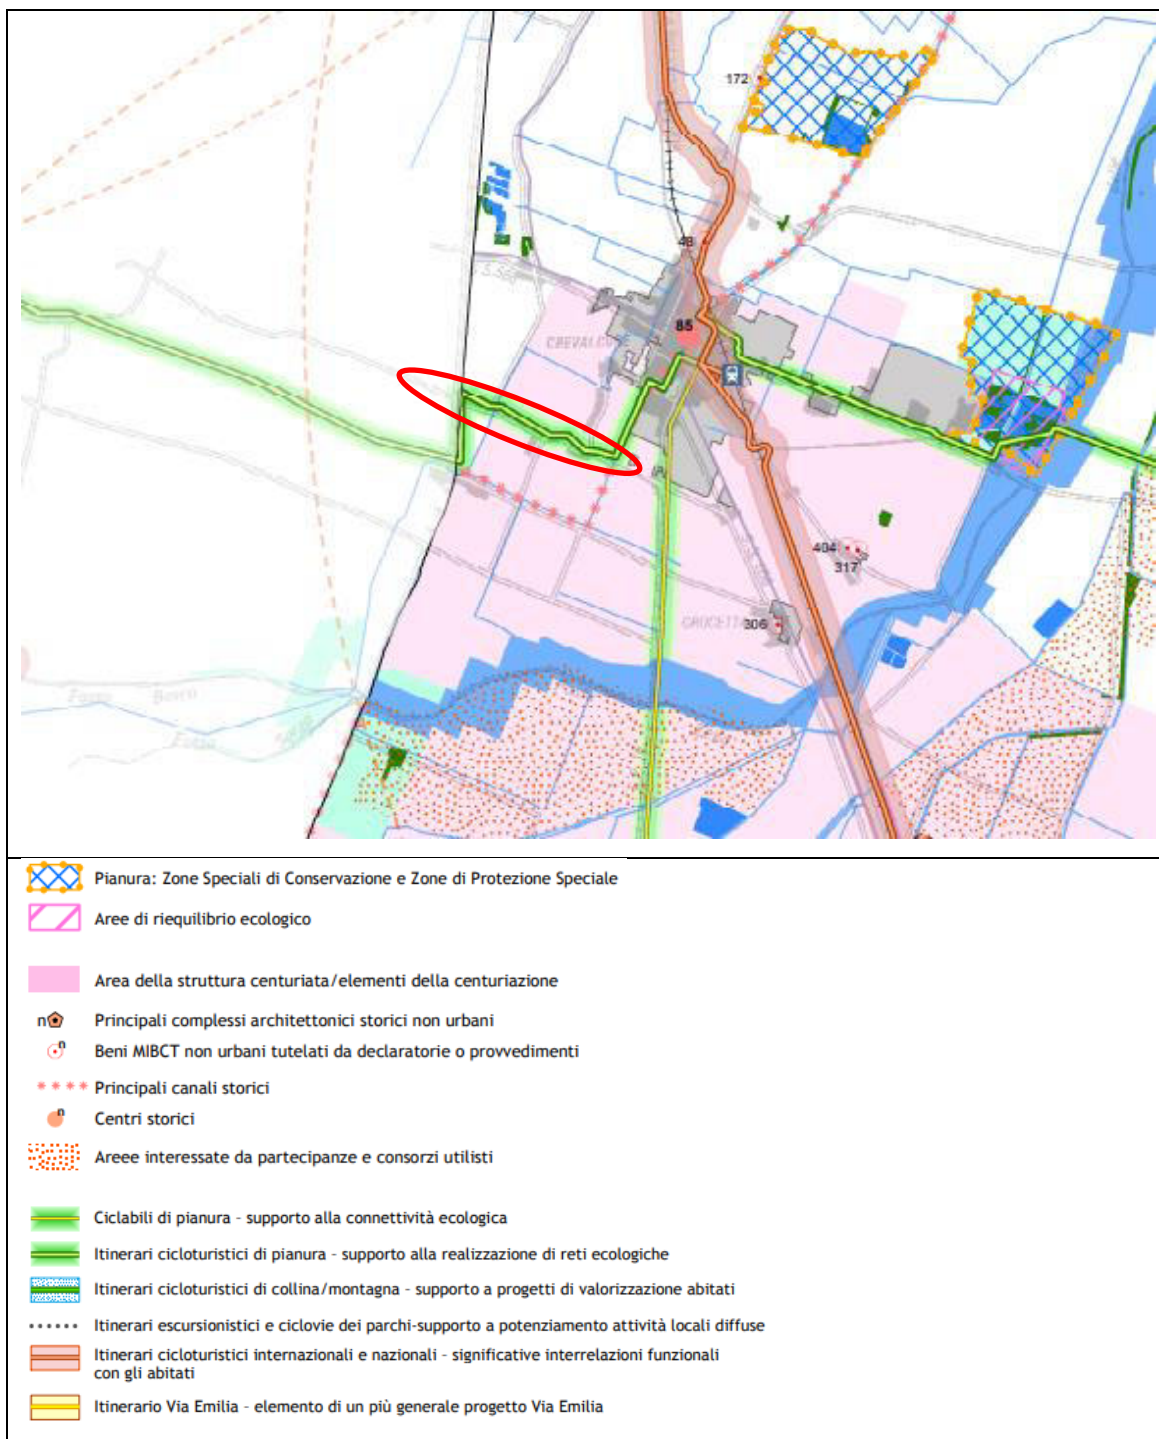 172
48
85
CREVALCORE
404
317
306
CROCETTA
Fosso Bosca
Fosso
Pianura: Zone Speciali di Conservazione e Zone di Protezione Speciale
Aree di riequilibrio ecologico
Area della struttura centuriata/elementi della centuriazione
n Principali complessi architettonici storici non urbani
n Beni MIBCT non urbani tutelati da declaratorie o provvedimenti
Principali canali storici
n Centri storici
Areee interessate da partecipanze e consorzi utilisti
Ciclabili di pianura - supporto alla connettività ecologica
Itinerari cicloturistici di pianura - supporto alla realizzazione di reti ecologiche
Itinerari cicloturistici di collina/montagna - supporto a progetti di valorizzazione abitati
Itinerari escursionistici e ciclovie dei parchi-supporto a potenziamento attività locali diffuse
Itinerari cicloturistici internazionali e nazionali - significative interrelazioni funzionali
con gli abitati
Itinerario Via Emilia - elemento di un più generale progetto Via Emilia